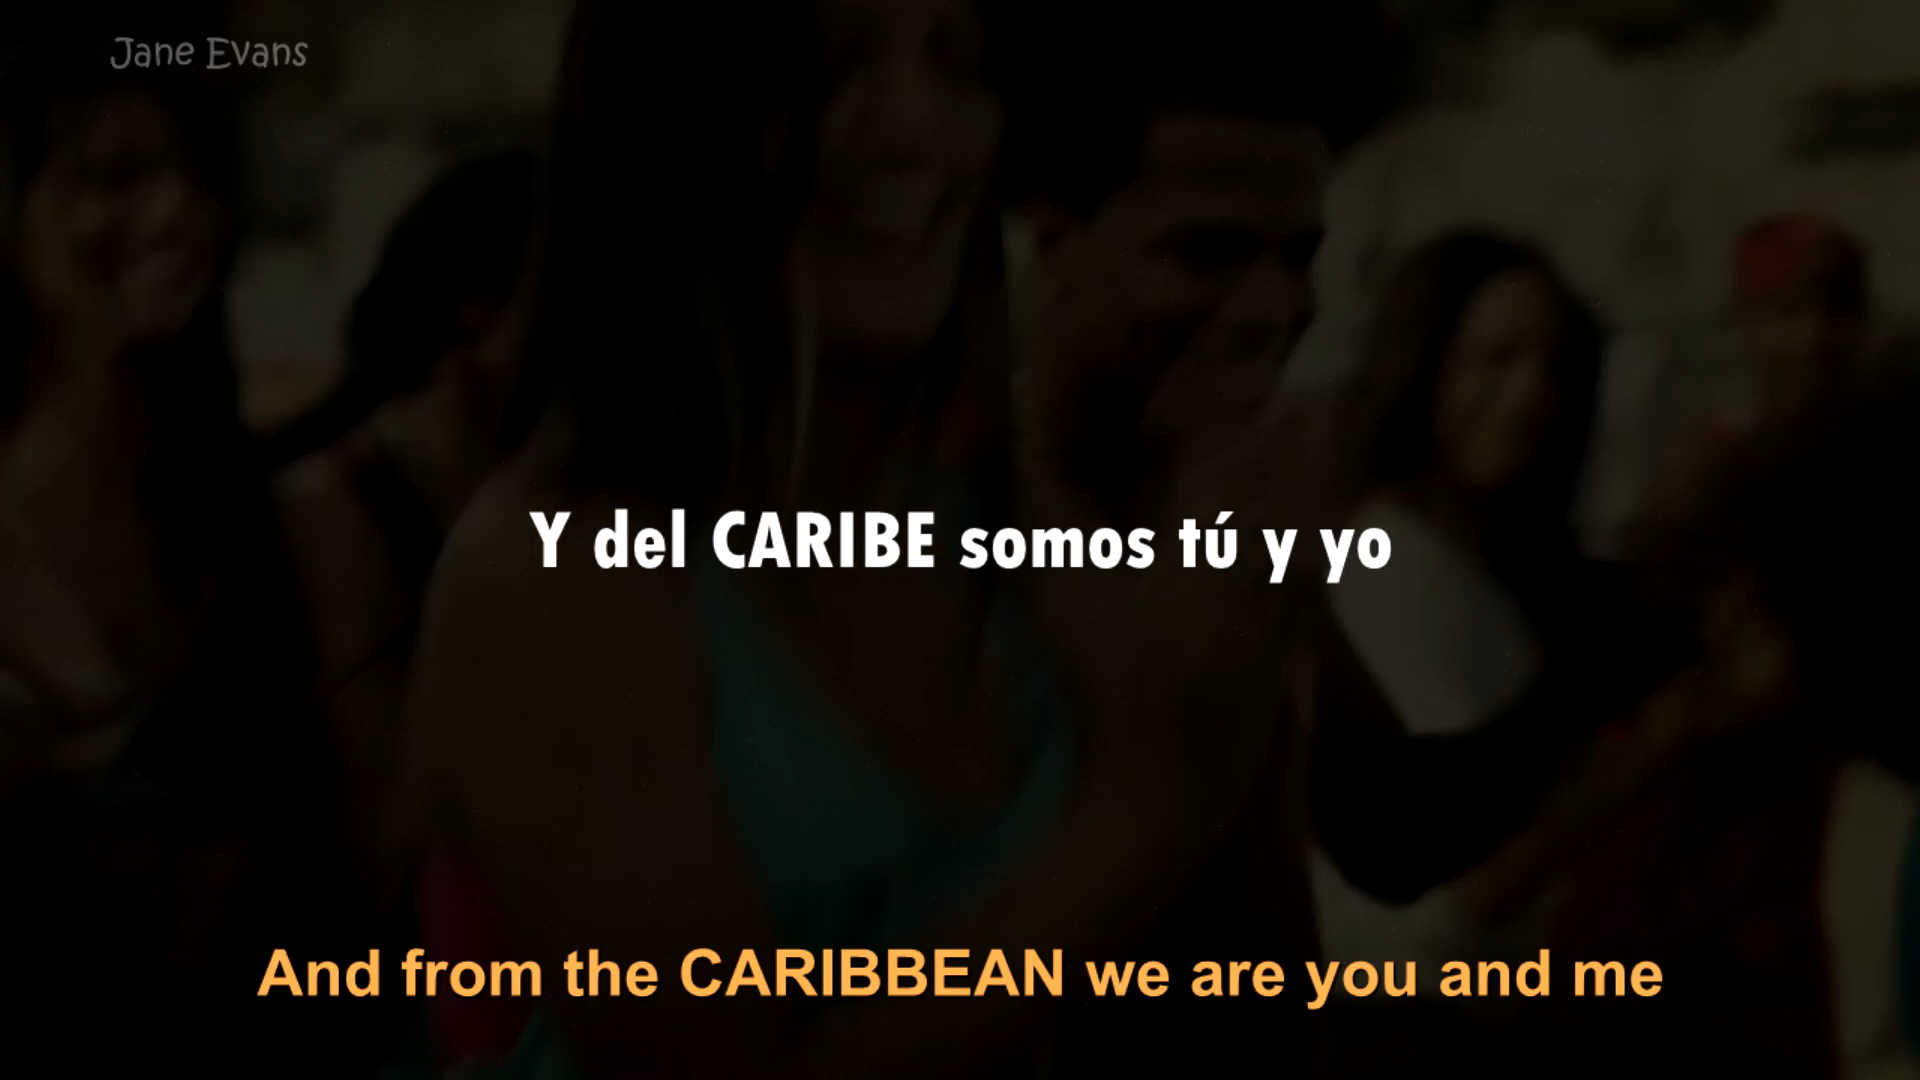 Jane Evans
Y del CARIBE somos tú y yo
And from the CARIBBEAN we are you and me